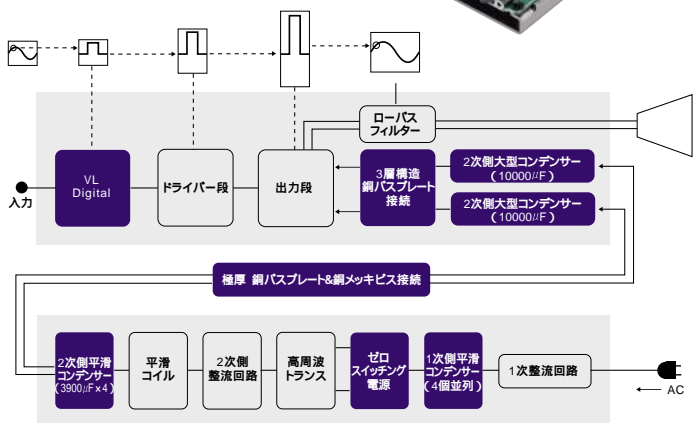 ローパス
フィルター
VL
Digital
ドライバー段
出力段
3層構造
銅バスプレート
接続
2次側大型コンデンサー
(10000μF)
2次側大型コンデンサー
(10000μF)
入力
極厚 銅バスプレート&銅メッキビス接続
2次側平滑
コンデンサー
(3900μF×4)
平滑
コイル
2次側
整流回路
高周波
トランス
ゼロ
スイッチング
電源
1次側平滑
コンデンサー
(4個並列)
1次整流回路
AC